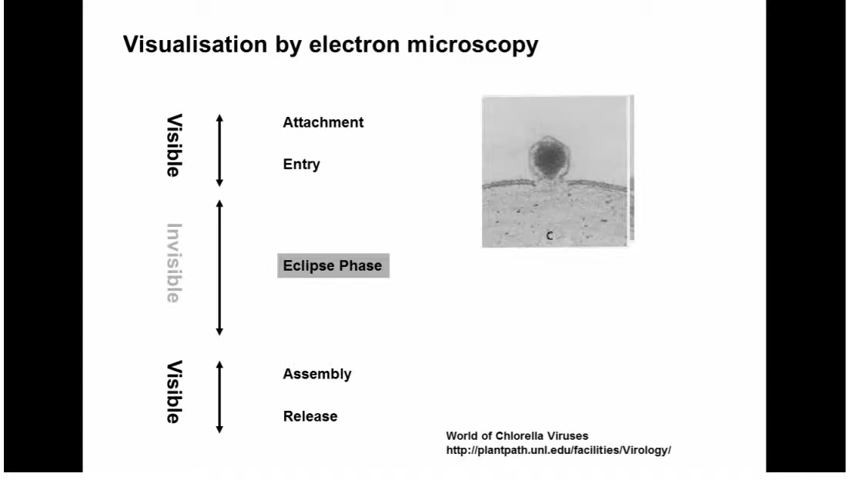 Visualisation by electron microscopy
Visible
Attachment
Entry
Invisible
Eclipse Phase
Visible
Assembly
Release
C
World of Chlorella Viruses
http://plantpath.unl.edu/facilities/Virology/